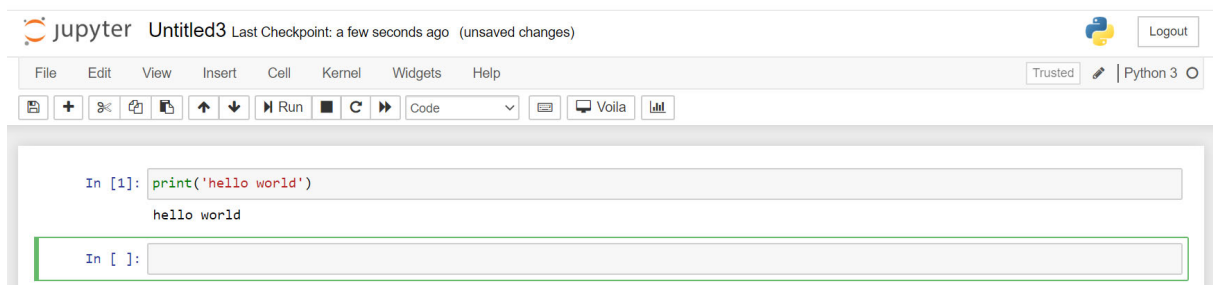 jupyter Untitled3 Last Checkpoint: a few seconds ago (unsaved changes) Logout
File Edit View Insert Cell Kernel Widgets Help Trusted Python 3
Run Code Voila
In [1]: print('hello world')
hello world
In [ ]: